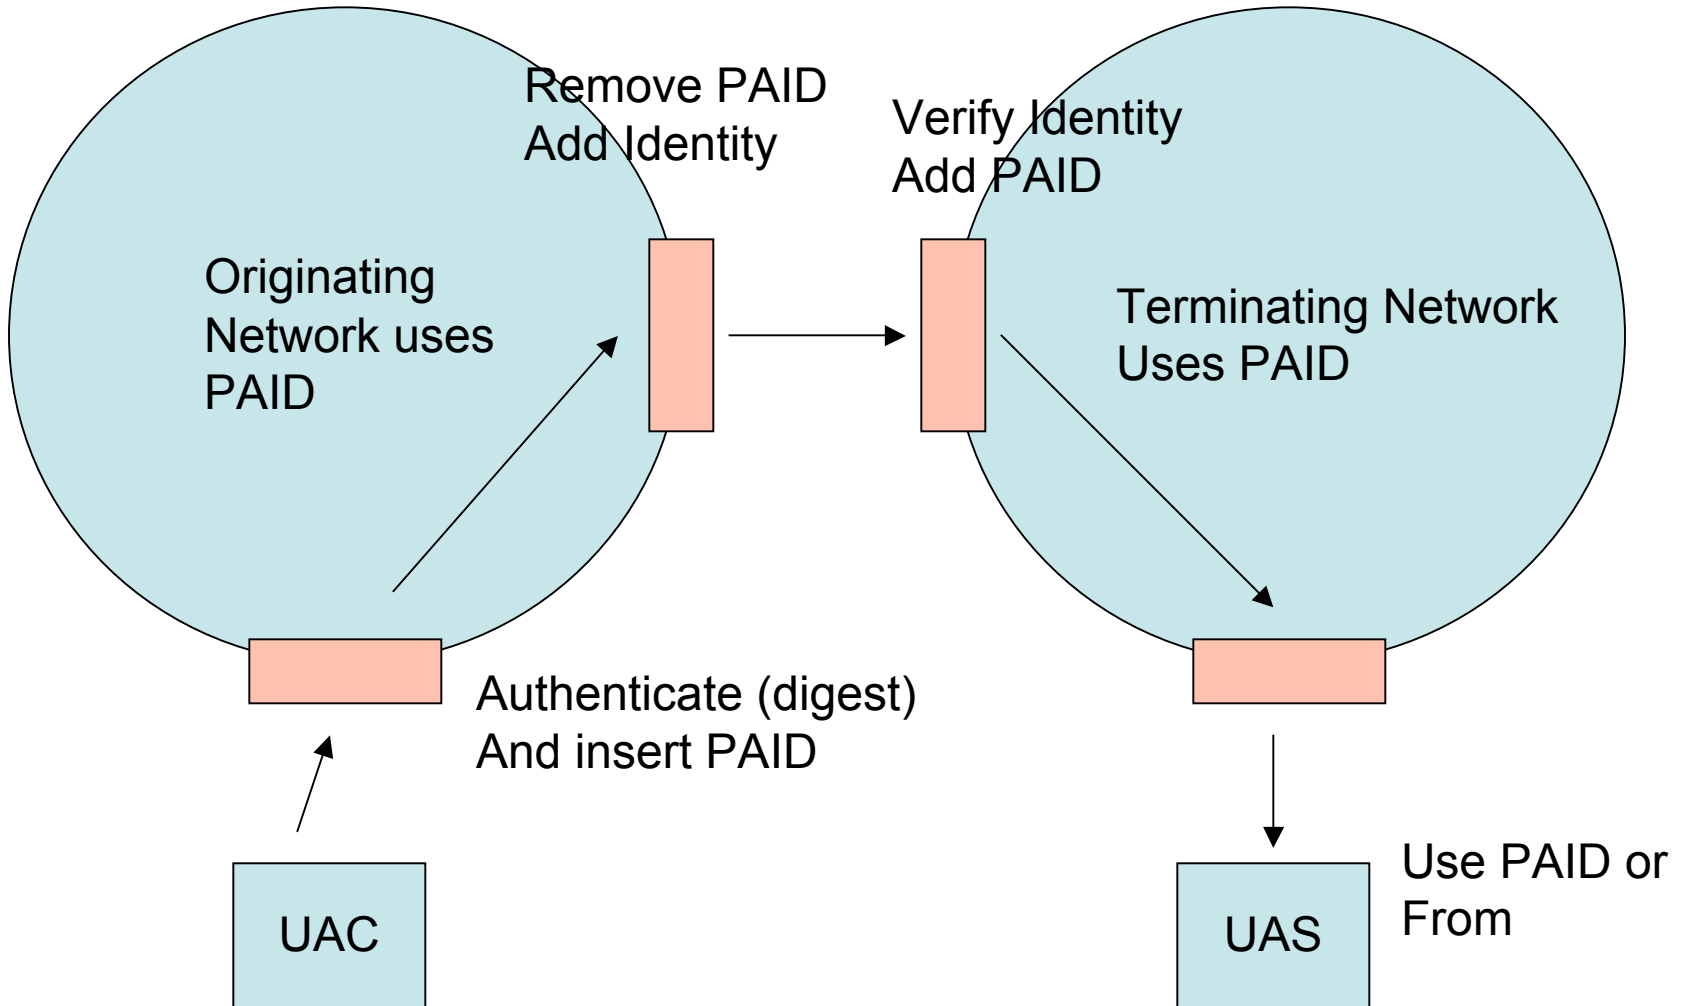 Remove PAID
Add Identity
Verify Identity
Add PAID
Originating
Network uses
PAID
Terminating Network
Uses PAID
Authenticate (digest)
And insert PAID
UAC
UAS
Use PAID or
From